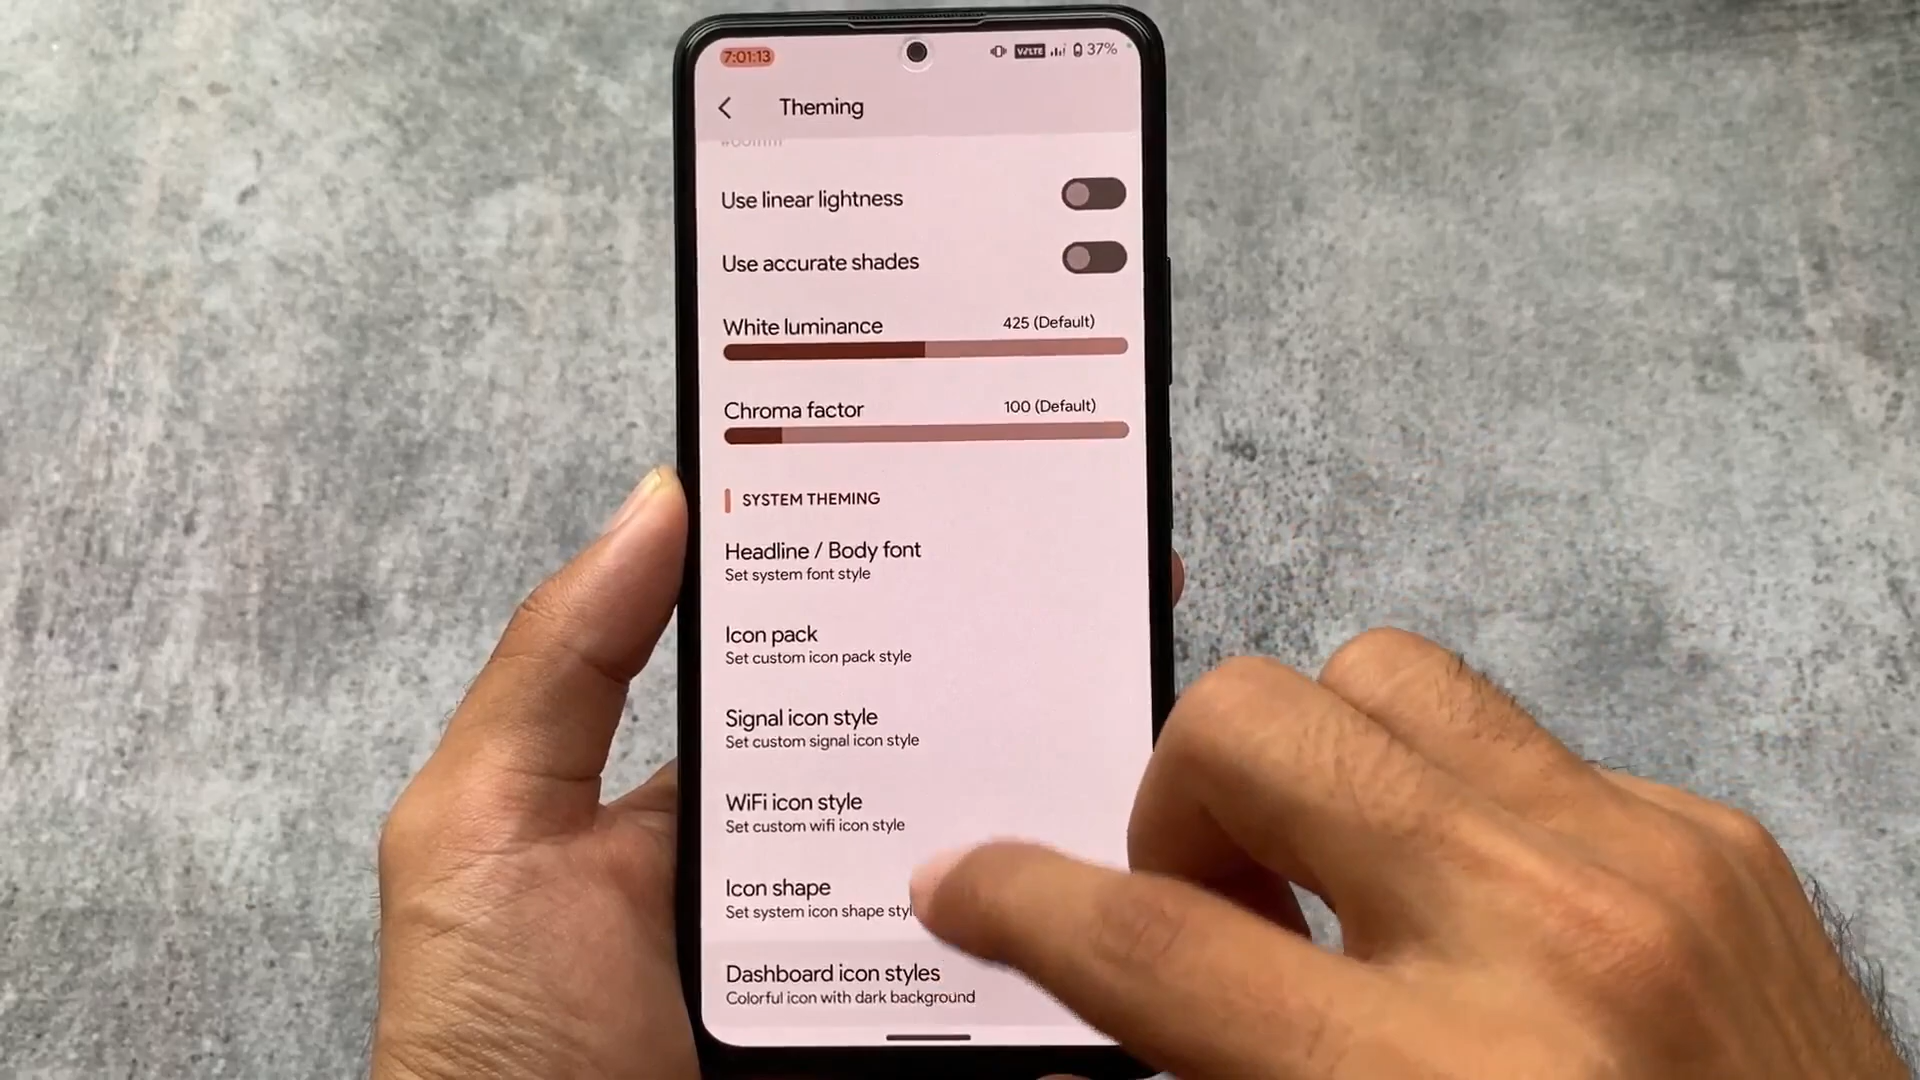 7:01:13 VoLTE 37%
Theming
Use linear lightness
Use accurate shades
White luminance 425 (Default)
Chroma factor 100 (Default)
SYSTEM THEMING
Headline / Body font
Set system font style
Icon pack
Set custom icon pack style
Signal icon style
Set custom signal icon style
WiFi icon style
Set custom wifi icon style
Icon shape
Set system icon shape styl
Dashboard icon styles
Colorful icon with dark background